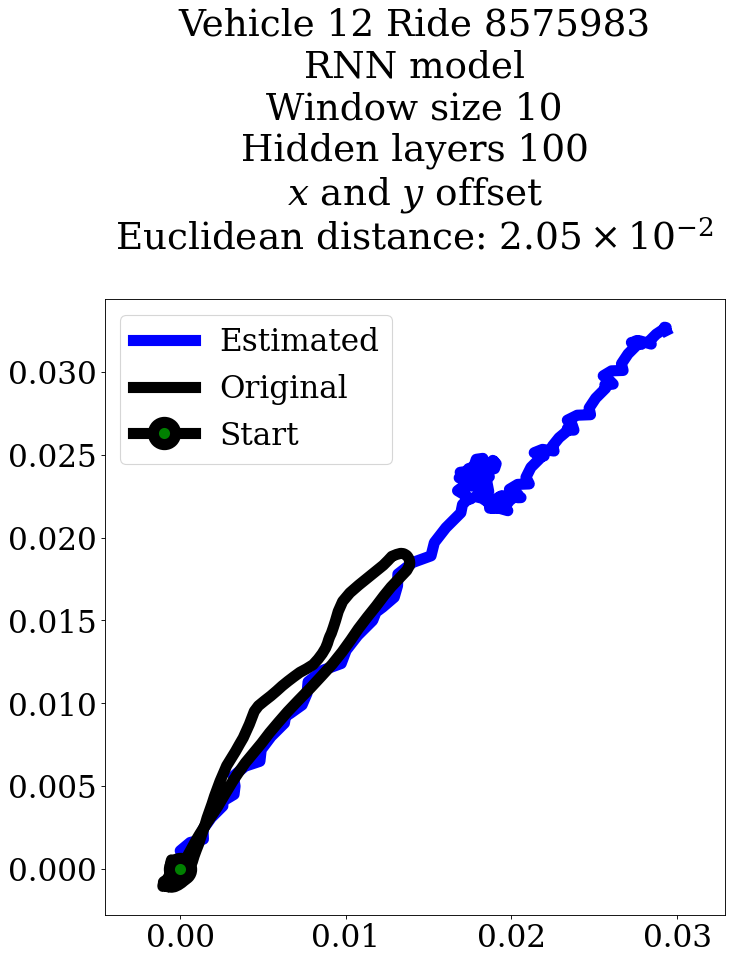 Vehicle 12 Ride 8575983
RNN model
Window size 10
Hidden layers 100
x and y offset
Euclidean distance: 2.05 × 10⁻²
Estimated
Original
Start
0.030
0.025
0.020
0.015
0.010
0.005
0.000
0.00 0.01 0.02 0.03